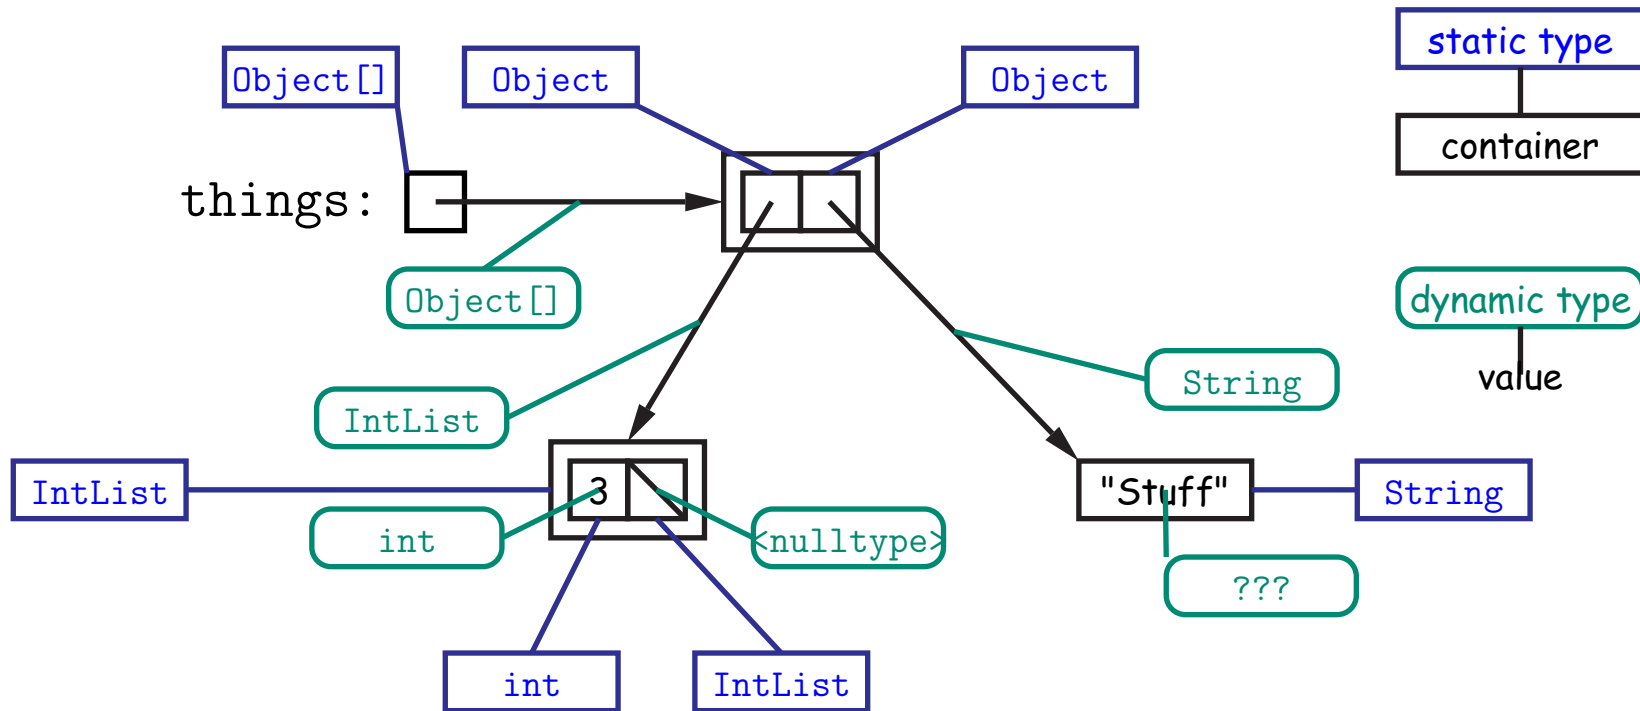 static type
Object[]
Object
Object
container
things:
Object[]
dynamic type
value
String
IntList
IntList
3
"Stuff"
String
int
<nulltype>
???
int
IntList